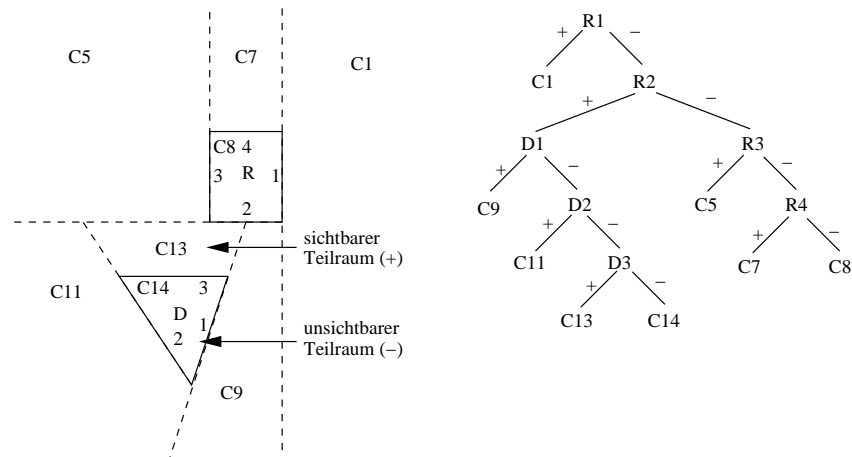 C5
C7
C1
C8 4
3
R
1
2
C13
sichtbarer
Teilraum (+)
C11
C14
3
D
1
2
unsichtbarer
Teilraum (−)
C9
R1
+ −
C1
R2
+ −
D1
R3
+ −
+ −
C9
D2
C5
R4
+ −
+ −
C11
D3
C7
C8
+ −
C13
C14